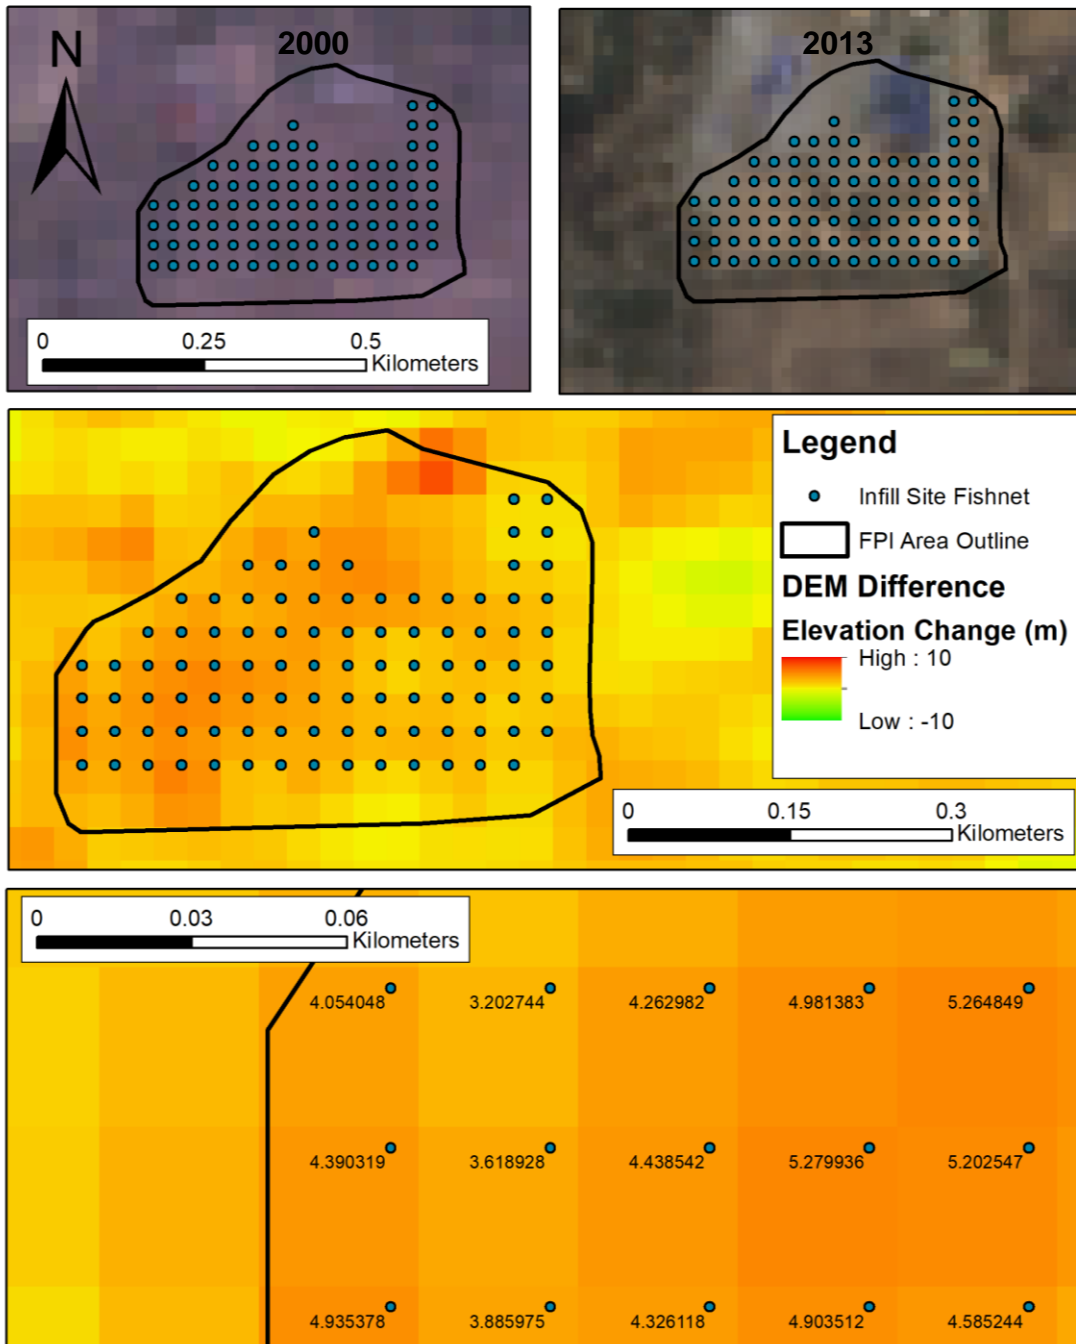 N
2000
2013
0 0.25 0.5
Kilometers
Legend
Infill Site Fishnet
FPI Area Outline
DEM Difference
Elevation Change (m)
High : 10
Low : -10
0 0.15 0.3
Kilometers
0 0.03 0.06
Kilometers
4.054048 3.202744 4.262982 4.981383 5.264849
4.390319 3.618928 4.438542 5.279936 5.202547
4.935378 3.885975 4.326118 4.903512 4.585244